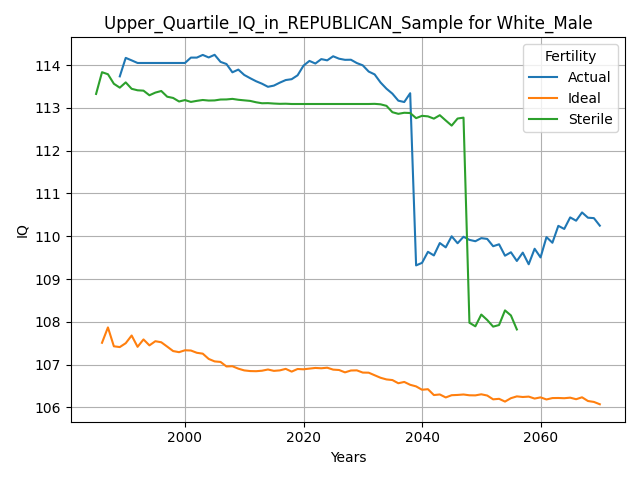 Upper_Quartile_IQ_in_REPUBLICAN_Sample for White_Male
Fertility
Actual
Ideal
Sterile
IQ
114
113
112
111
110
109
108
107
106
2000
2020
2040
2060
Years